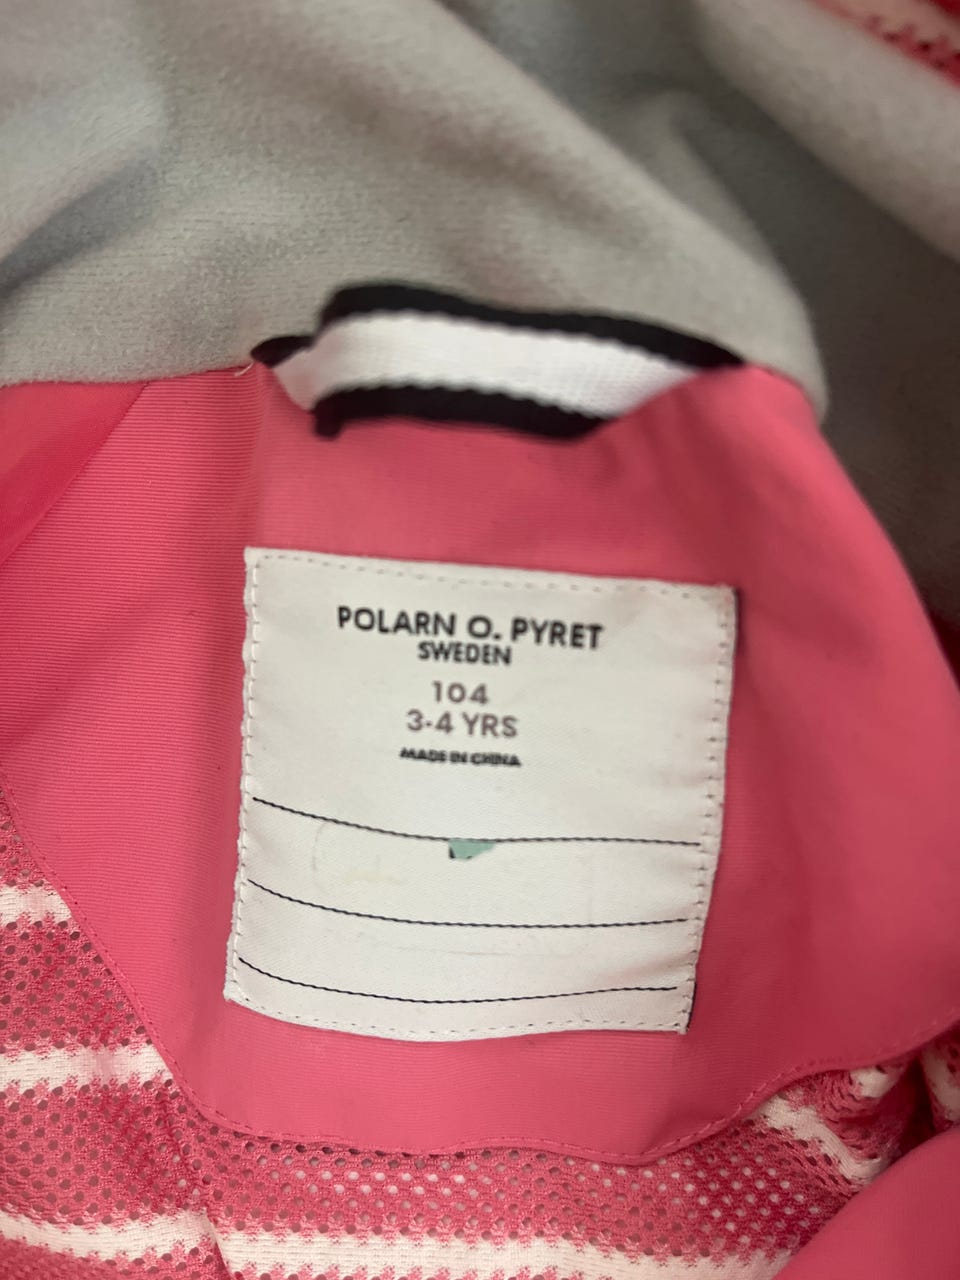 POLARN O. PYRET
SWEDEN
104
3-4 YRS
MADE IN CHINA